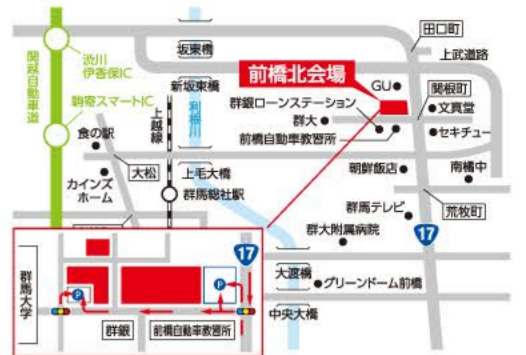 田口町
坂東橋
上武道路
関越自動車道
渋川
伊香保IC
新坂東橋
前橋北会場
GU
関根町
駒寄スマートIC
上越線
利根川
群銀ローンステーション
文真堂
群大
食の駅
前橋自動車教習所
セキチュー
大松
上毛大橋
朝鮮飯店
南橘中
カインズ
ホーム
群馬総社駅
荒牧町
群馬テレビ
17
群大附属病院
17
群馬大学
P
P
大渡橋
グリーンドーム前橋
群銀
前橋自動車教習所
中央大橋